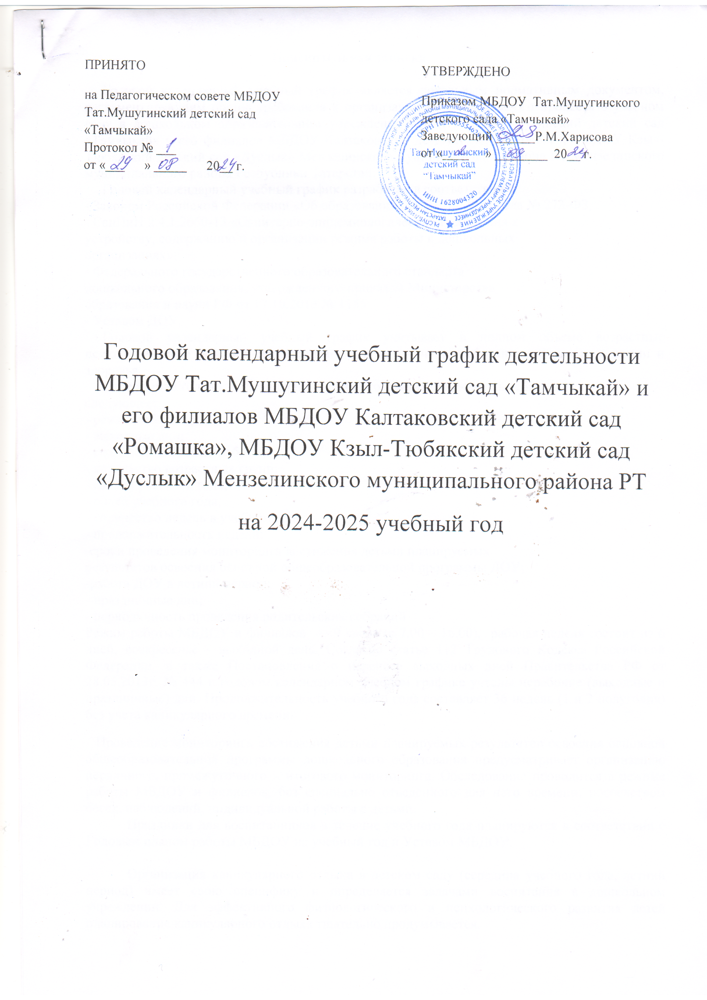 ПРИНЯТО
на Педагогическом совете МБДОУ
Тат.Мушугинский детский сад
«Тамчыкай»
Протокол № 1
от «29» 08 2024г.
УТВЕРЖДЕНО
Приказом МБДОУ Тат.Мушугинского
детского сада «Тамчыкай»
Заведующий Р.М.Харисова
от « » 09 2024г.
Тат.Мушугинский
детский сад
"Тамчыкай"
ИНН 1628004320
Годовой календарный учебный график деятельности
МБДОУ Тат.Мушугинский детский сад «Тамчыкай» и
его филиалов МБДОУ Калтаковский детский сад
«Ромашка», МБДОУ Кзыл-Тюбякский детский сад
«Дуслык» Мензелинского муниципального района РТ
на 2024-2025 учебный год